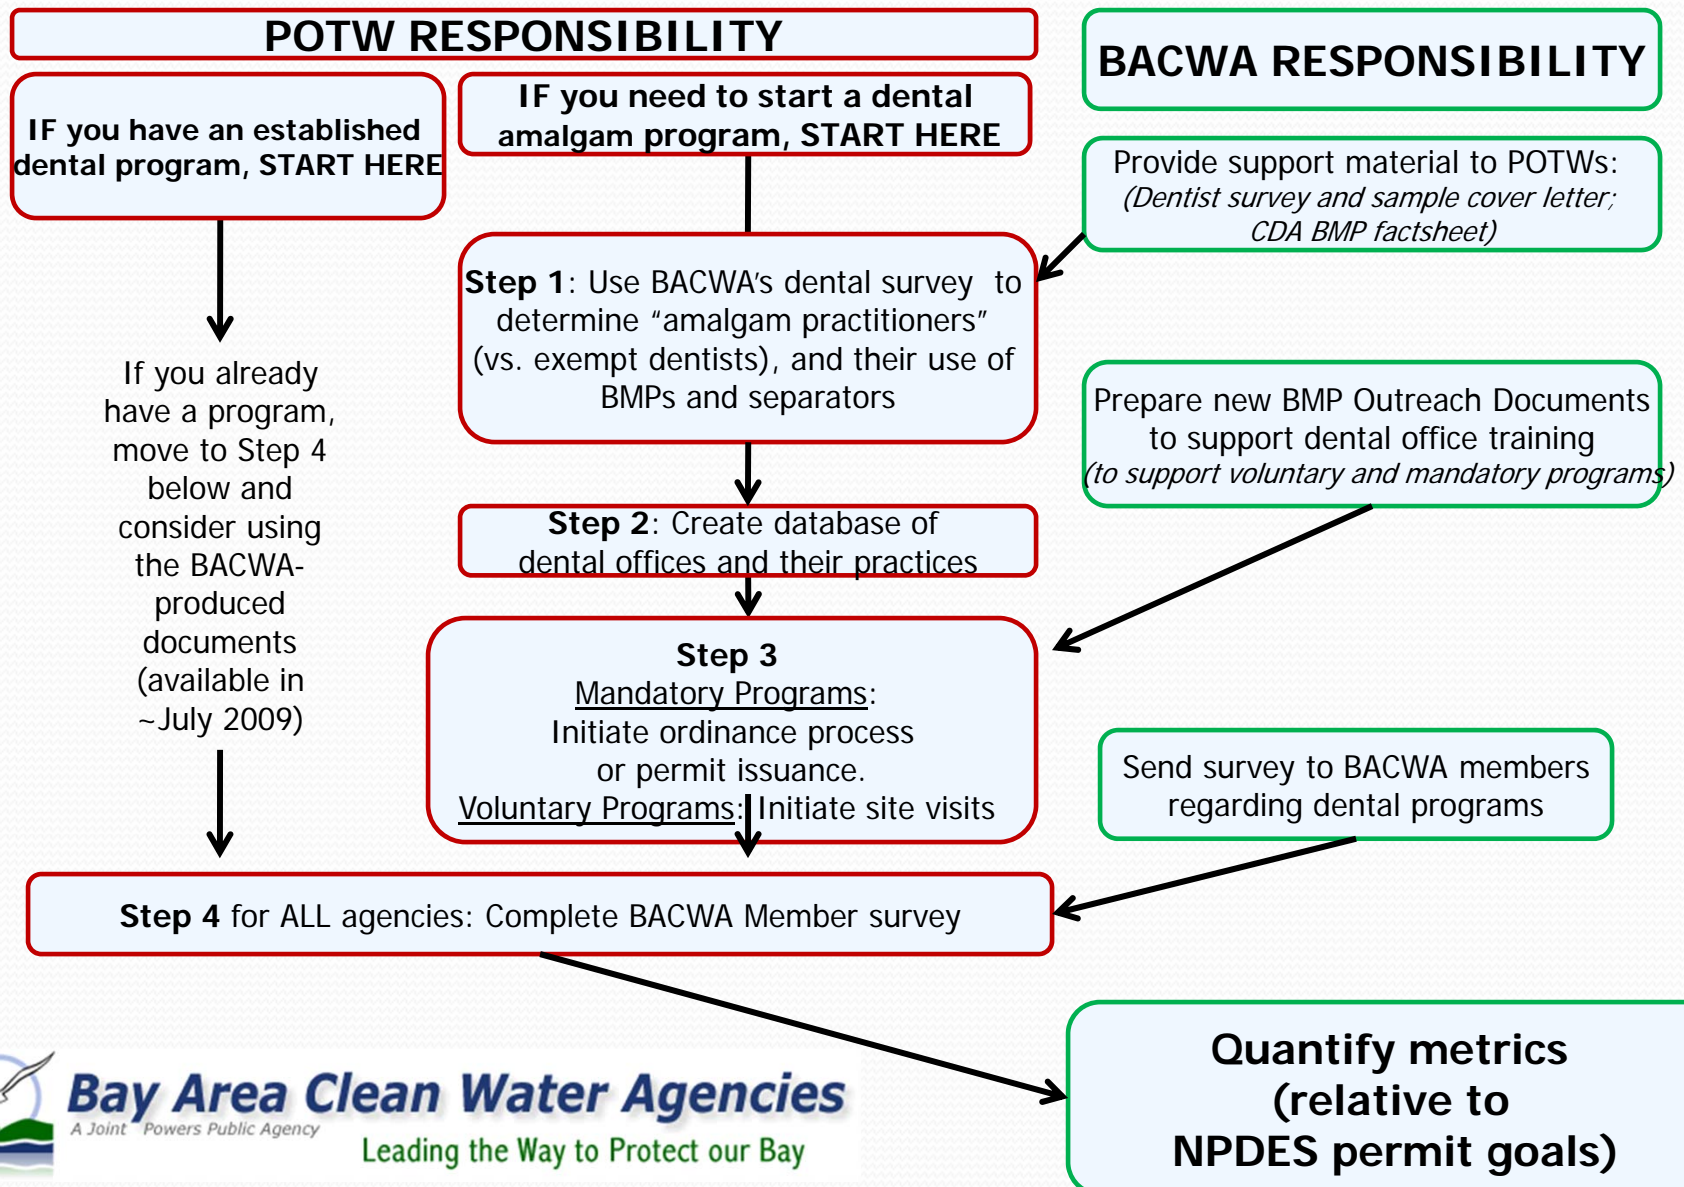 POTW RESPONSIBILITY
IF you have an established
dental program, START HERE
If you already
have a program,
move to Step 4
below and
consider using
the BACWA-
produced
documents
(available in
~July 2009)
IF you need to start a dental
amalgam program, START HERE
Step 1: Use BACWA's dental survey to
determine "amalgam practitioners"
(vs. exempt dentists), and their use of
BMPs and separators
Step 2: Create database of
dental offices and their practices
Step 3
Mandatory Programs:
Initiate ordinance process
or permit issuance.
Voluntary Programs: Initiate site visits
Step 4 for ALL agencies: Complete BACWA Member survey
BACWA RESPONSIBILITY
Provide support material to POTWs:
(Dentist survey and sample cover letter;
CDA BMP factsheet)
Prepare new BMP Outreach Documents
to support dental office training
(to support voluntary and mandatory programs)
Send survey to BACWA members
regarding dental programs
Quantify metrics
(relative to
NPDES permit goals)
Bay Area Clean Water Agencies
A Joint Powers Public Agency
Leading the Way to Protect our Bay